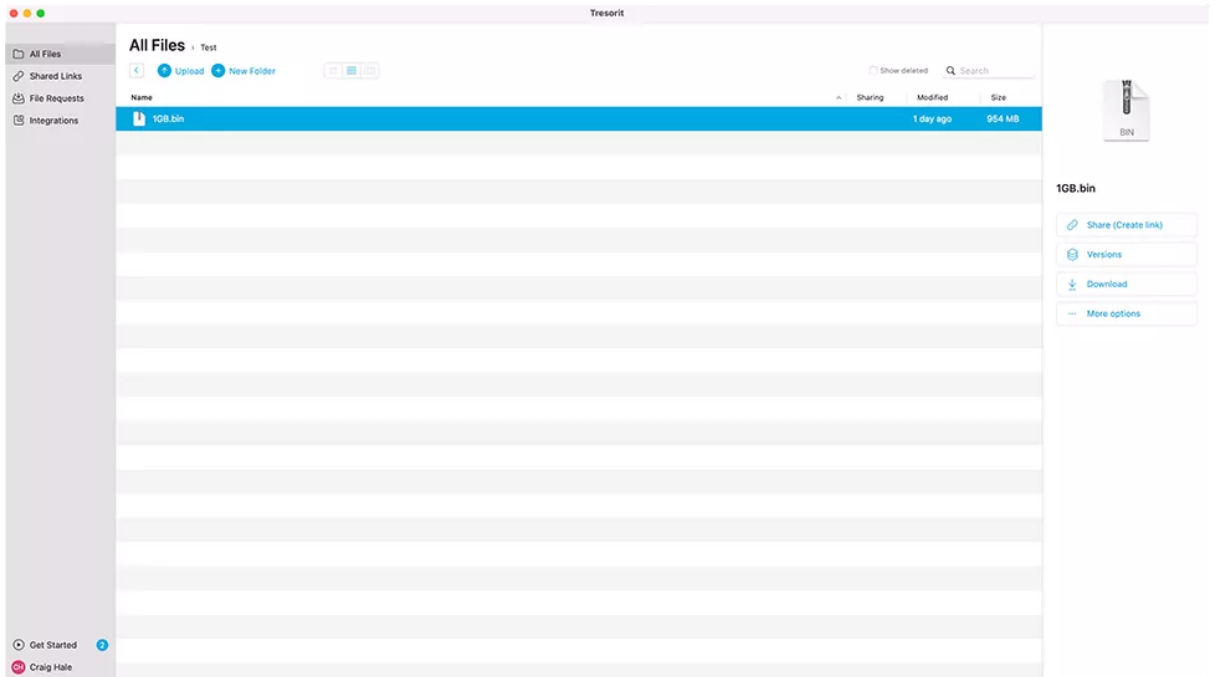 Tresorit
All Files
Shared Links
File Requests
Integrations
All Files › Test
Upload New Folder
Show deleted Search
Name Sharing Modified Size
1GB.bin 1 day ago 954 MB
BIN
1GB.bin
Share (Create link)
Versions
Download
More options
Get Started 2
CH Craig Hale